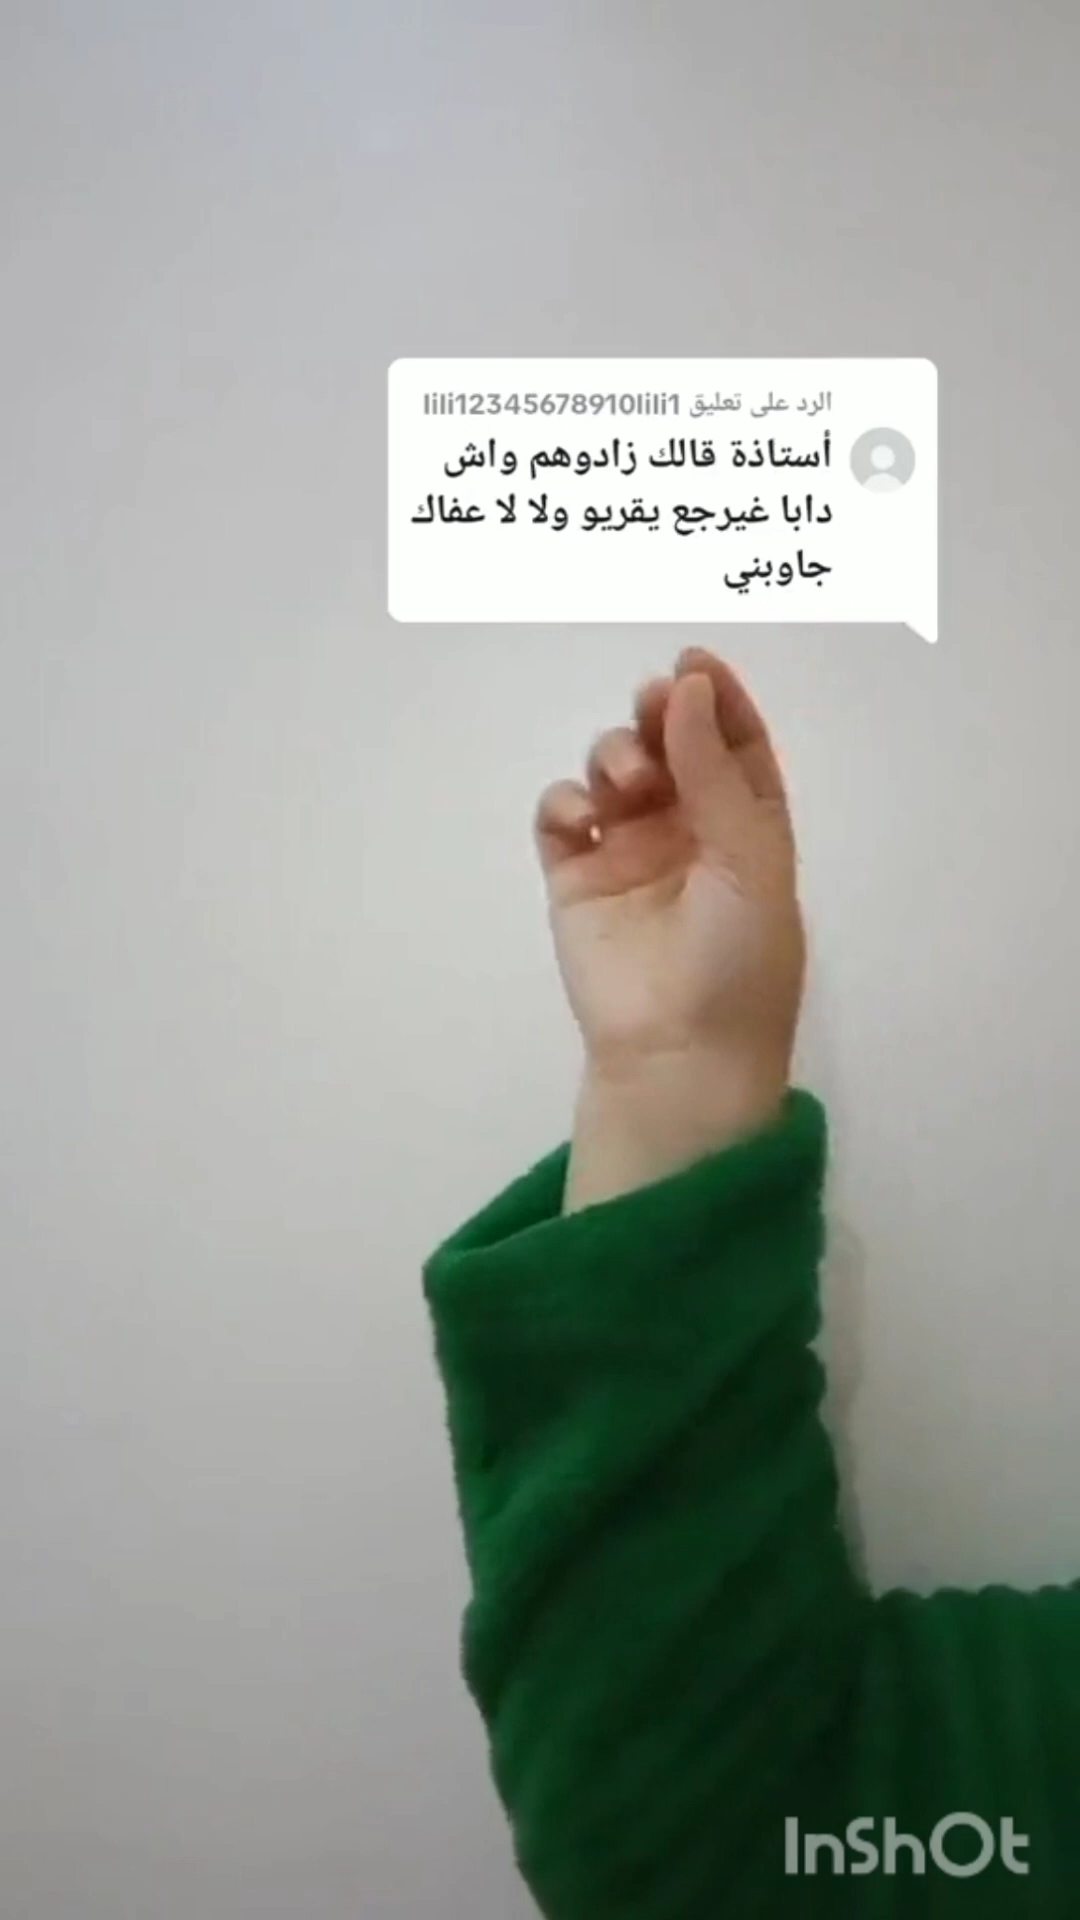 الرد على تعليق lili12345678910lili1
أستاذة قالك زادوهم واش
دابا غيرجع يقريو ولا لا عفاك
جاوبني
InShOt